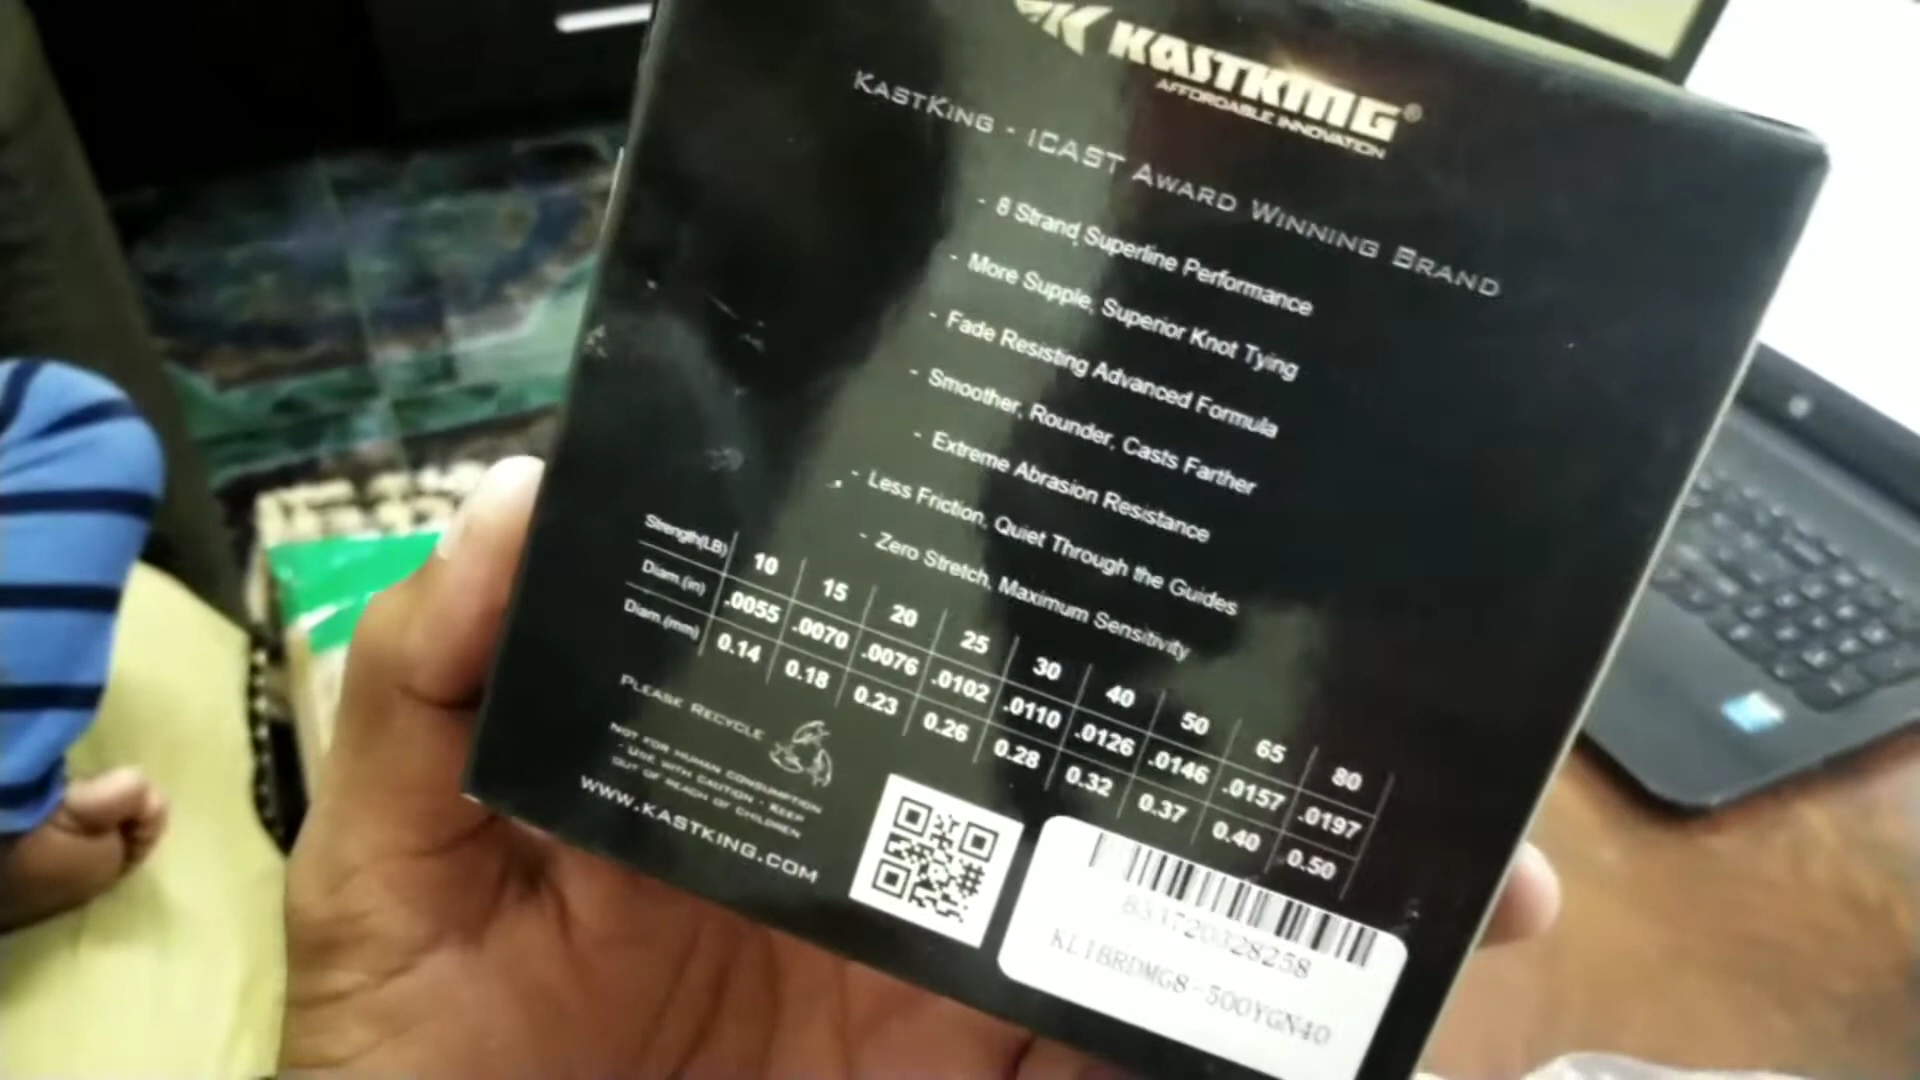 KASTKING®
AFFORDABLE INNOVATION
KASTKING - ICAST AWARD WINNING BRAND
- 8 Strand Superline Performance
- More Supple, Superior Knot Tying
- Fade Resisting Advanced Formula
- Smoother, Rounder, Casts Farther
- Extreme Abrasion Resistance
- Less Friction, Quiet Through the Guides
- Zero Stretch, Maximum Sensitivity
Strength(LB) 10 15 20 25 30 40 50 65 80
Diam.(in) .0055 .0070 .0076 .0102 .0110 .0126 .0146 .0157 .0197
Diam.(mm) 0.14 0.18 0.23 0.26 0.28 0.32 0.37 0.40 0.50
PLEASE RECYCLE
NOT FOR HUMAN CONSUMPTION
- USE WITH CAUTION - KEEP
OUT OF REACH OF CHILDREN
WWW.KASTKING.COM
KLIBRDMG8-500YGN40